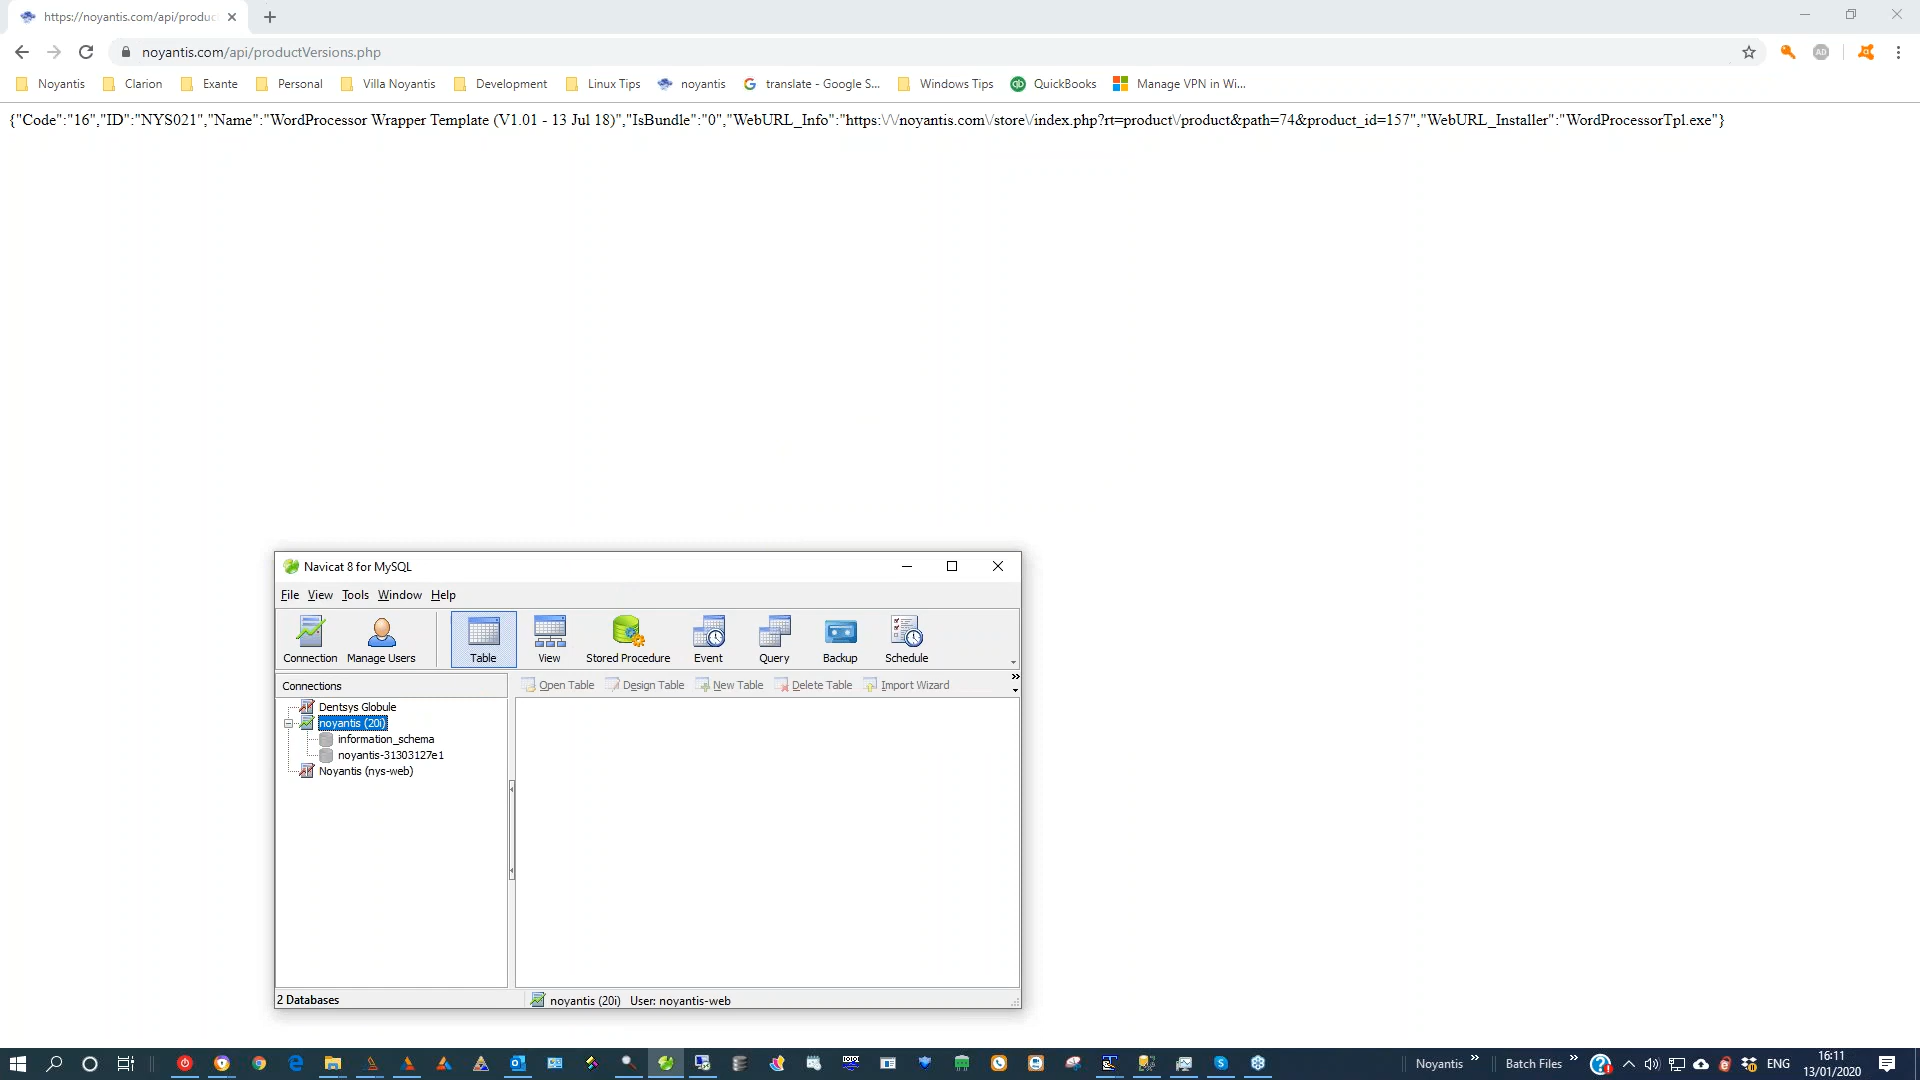 https://noyantis.com/api/produc
noyantis.com/api/productVersions.php
Noyantis Clarion Exante Personal Villa Noyantis Development Linux Tips noyantis translate - Google S... Windows Tips QuickBooks Manage VPN in Wi...
{"Code":"16","ID":"NYS021","Name":"WordProcessor Wrapper Template (V1.01 - 13 Jul 18)","IsBundle":"0","WebURL_Info":"https:\/\/noyantis.com\/store\/index.php?rt=product\/product&path=74&product_id=157","WebURL_Installer":"WordProcessorTpl.exe"}
Navicat 8 for MySQL
File View Tools Window Help
Connection Manage Users Table View Stored Procedure Event Query Backup Schedule
Connections
Open Table Design Table New Table Delete Table Import Wizard
Dentsys Globule
noyantis (20i)
information_schema
noyantis-31303127e1
Noyantis (nys-web)
2 Databases
noyantis (20i) User: noyantis-web
Noyantis
Batch Files
ENG
16:11
13/01/2020